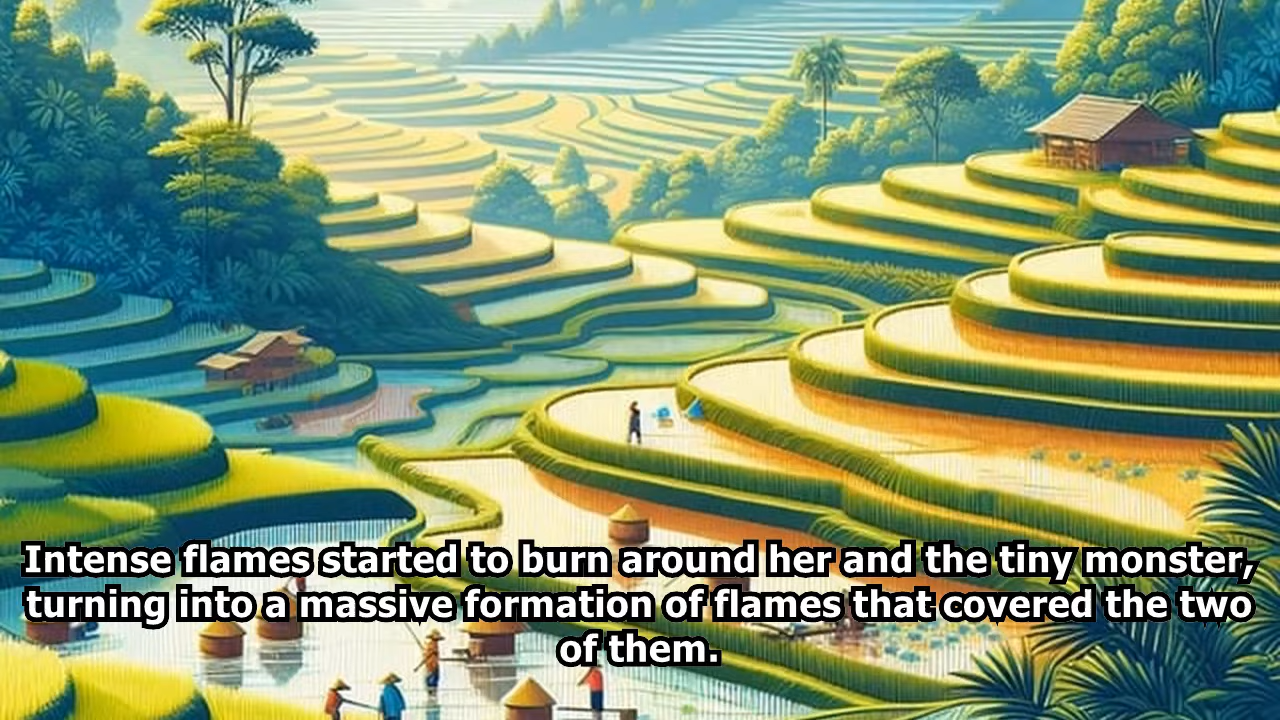 Intense flames started to burn around her and the tiny monster,
turning into a massive formation of flames that covered the two
of them.